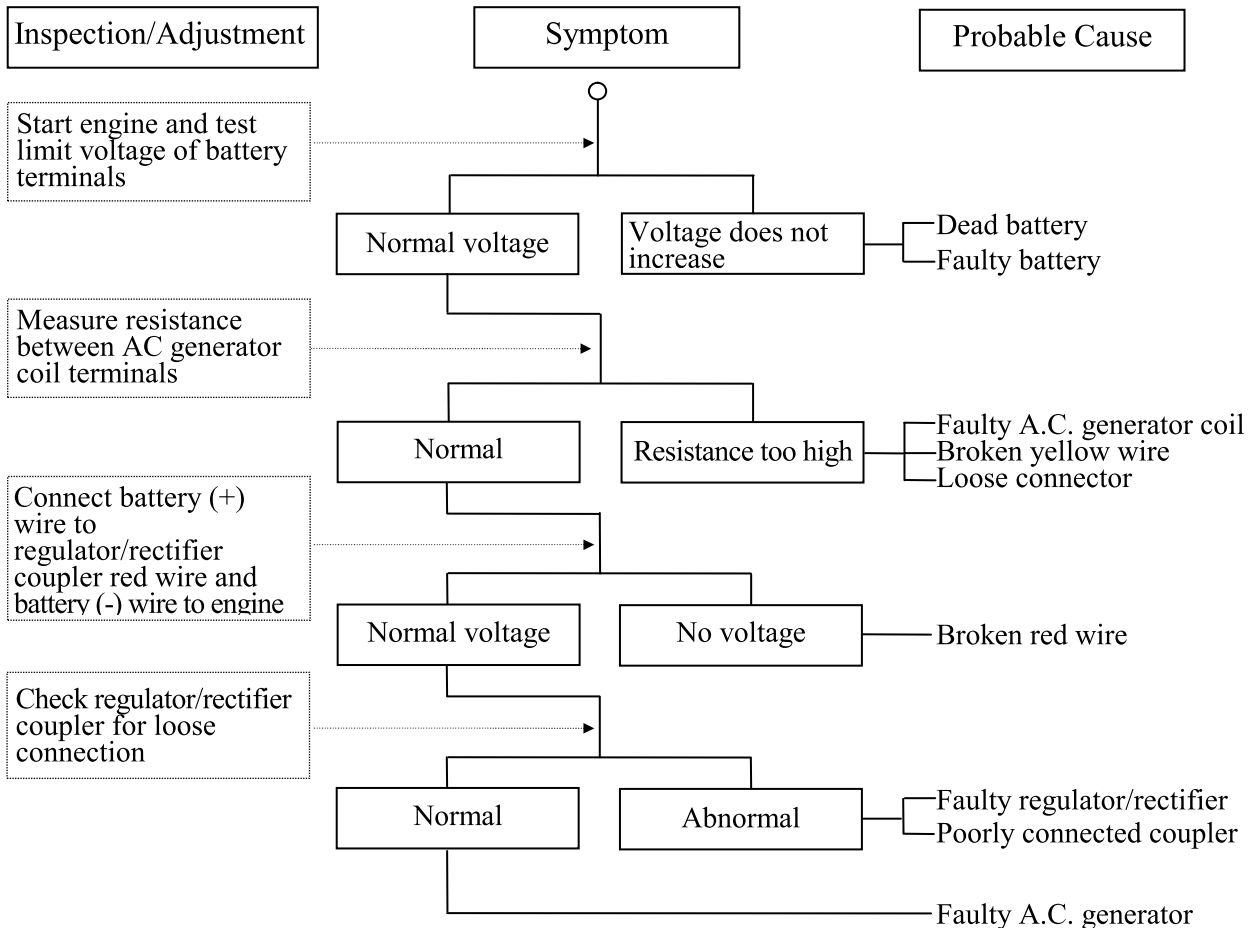 Inspection/Adjustment
Symptom
Probable Cause
Start engine and test
limit voltage of battery
terminals
Normal voltage
Voltage does not
increase
Dead battery
Faulty battery
Measure resistance
between AC generator
coil terminals
Normal
Resistance too high
Faulty A.C. generator coil
Broken yellow wire
Loose connector
Connect battery (+)
wire to
regulator/rectifier
coupler red wire and
battery (-) wire to engine
Normal voltage
No voltage
Broken red wire
Check regulator/rectifier
coupler for loose
connection
Normal
Abnormal
Faulty regulator/rectifier
Poorly connected coupler
Faulty A.C. generator